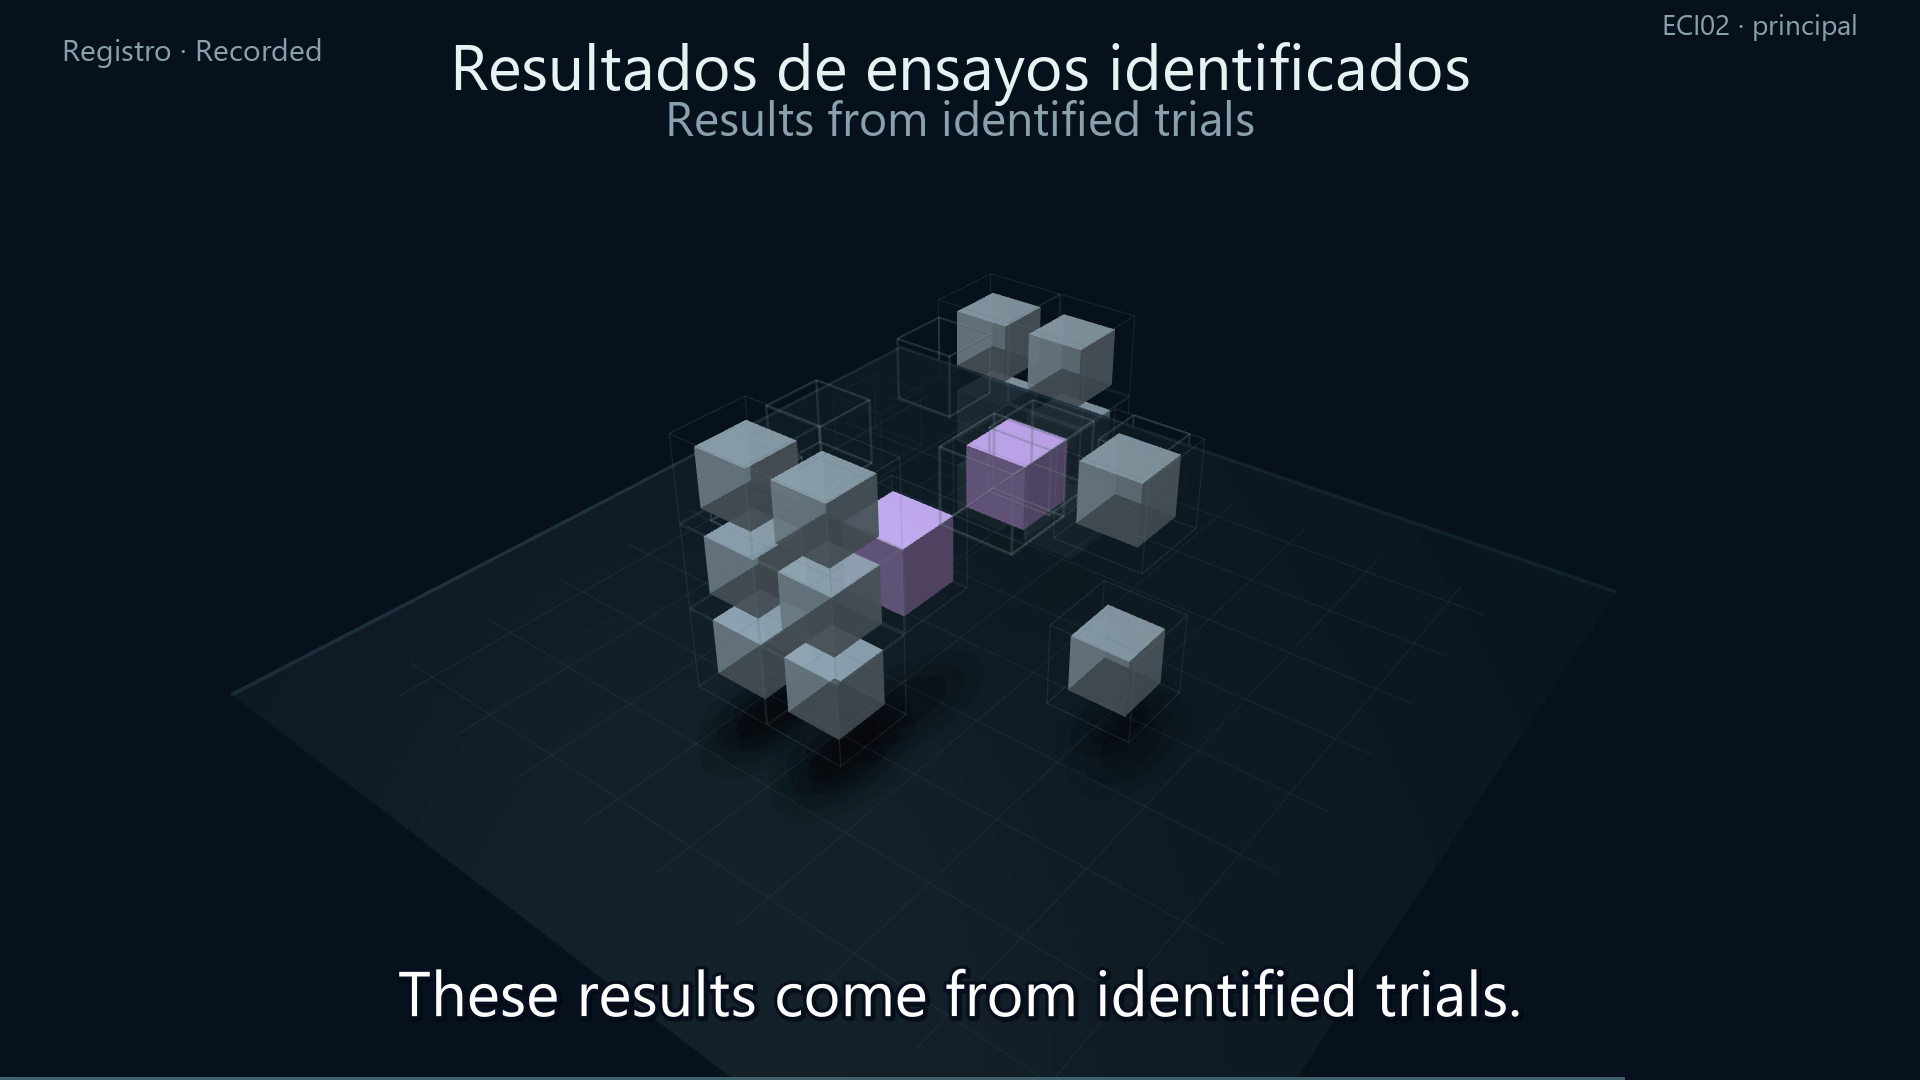 Registro · Recorded
ECI02 · principal
Resultados de ensayos identificados
Results from identified trials
These results come from identified trials.